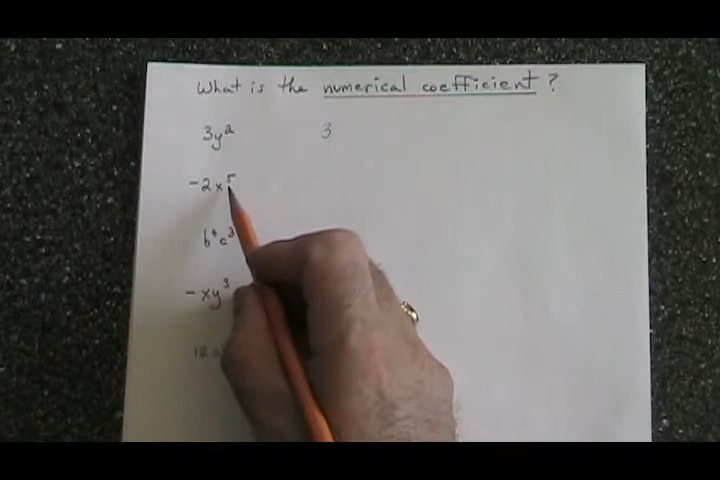 What is the numerical coefficient ?
3y² 3
-2x⁵
b⁴c³
-xy³